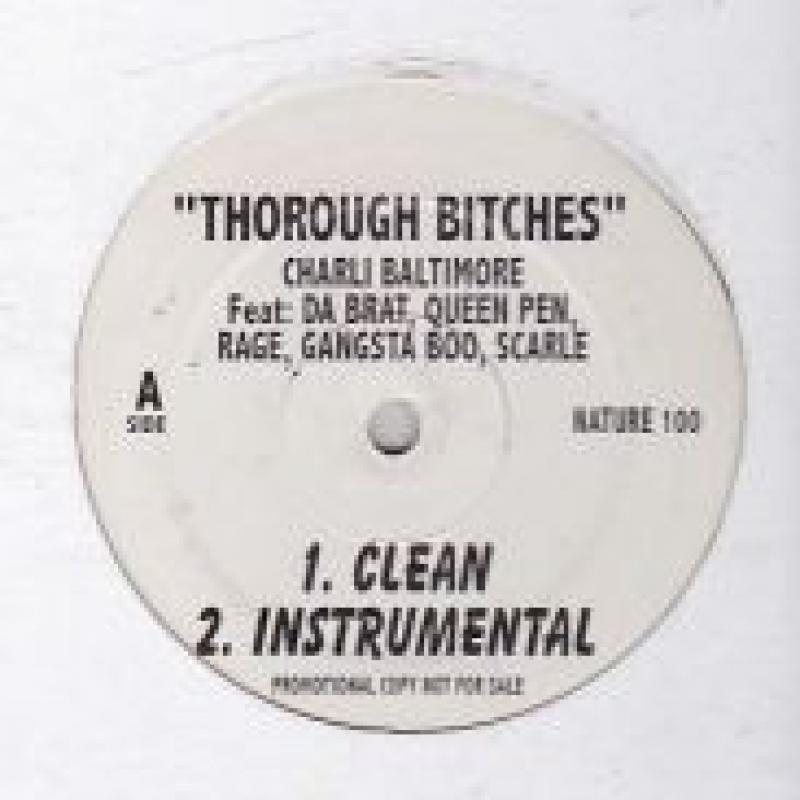 "THOROUGH BITCHES"
CHARLI BALTIMORE
Feat: DA BRAT, QUEEN PEN,
RAGE, GANGSTA BOO, SCARLE
A
SIDE
NATURE 100
1. CLEAN
2. INSTRUMENTAL
PROMOTIONAL COPY NOT FOR SALE